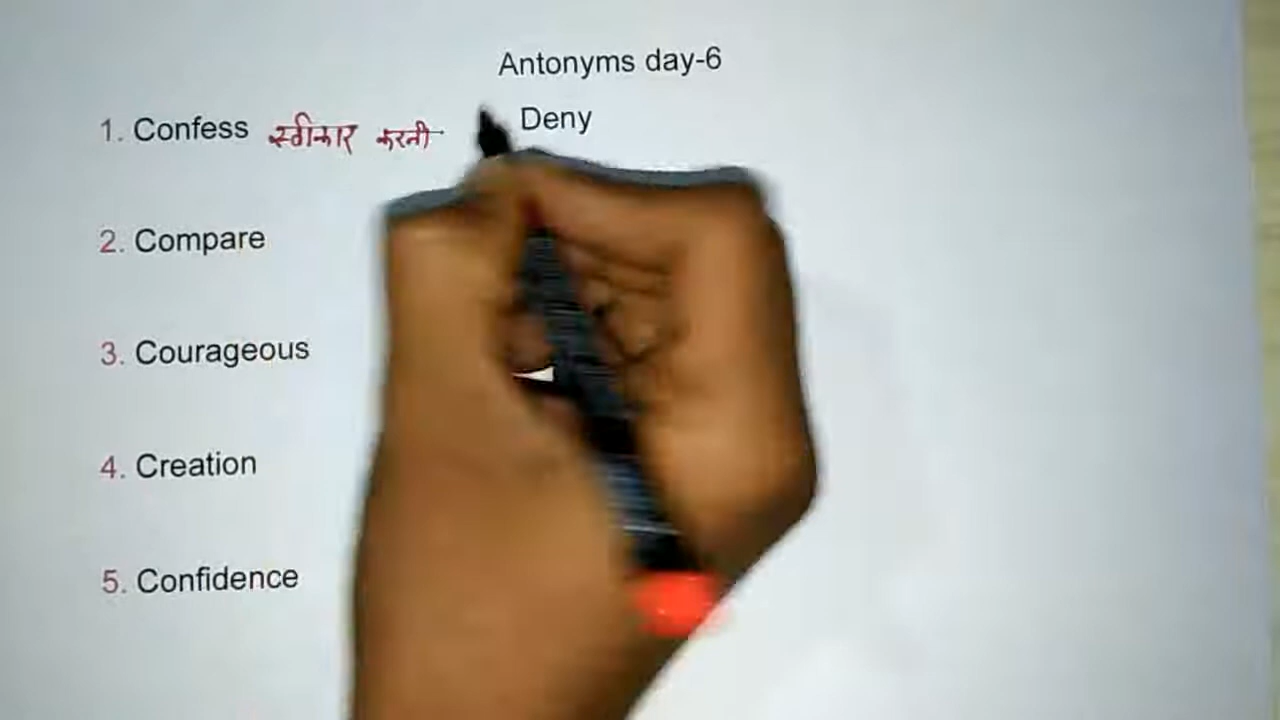 Antonyms day-6
1. Confess स्वीकार करना Deny
2. Compare
3. Courageous
4. Creation
5. Confidence